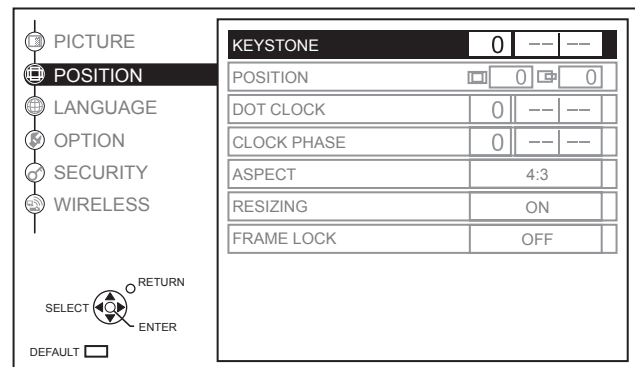 PICTURE
POSITION
LANGUAGE
OPTION
SECURITY
WIRELESS
RETURN
SELECT
ENTER
DEFAULT
KEYSTONE 0
POSITION 0 0
DOT CLOCK 0
CLOCK PHASE 0
ASPECT 4:3
RESIZING ON
FRAME LOCK OFF